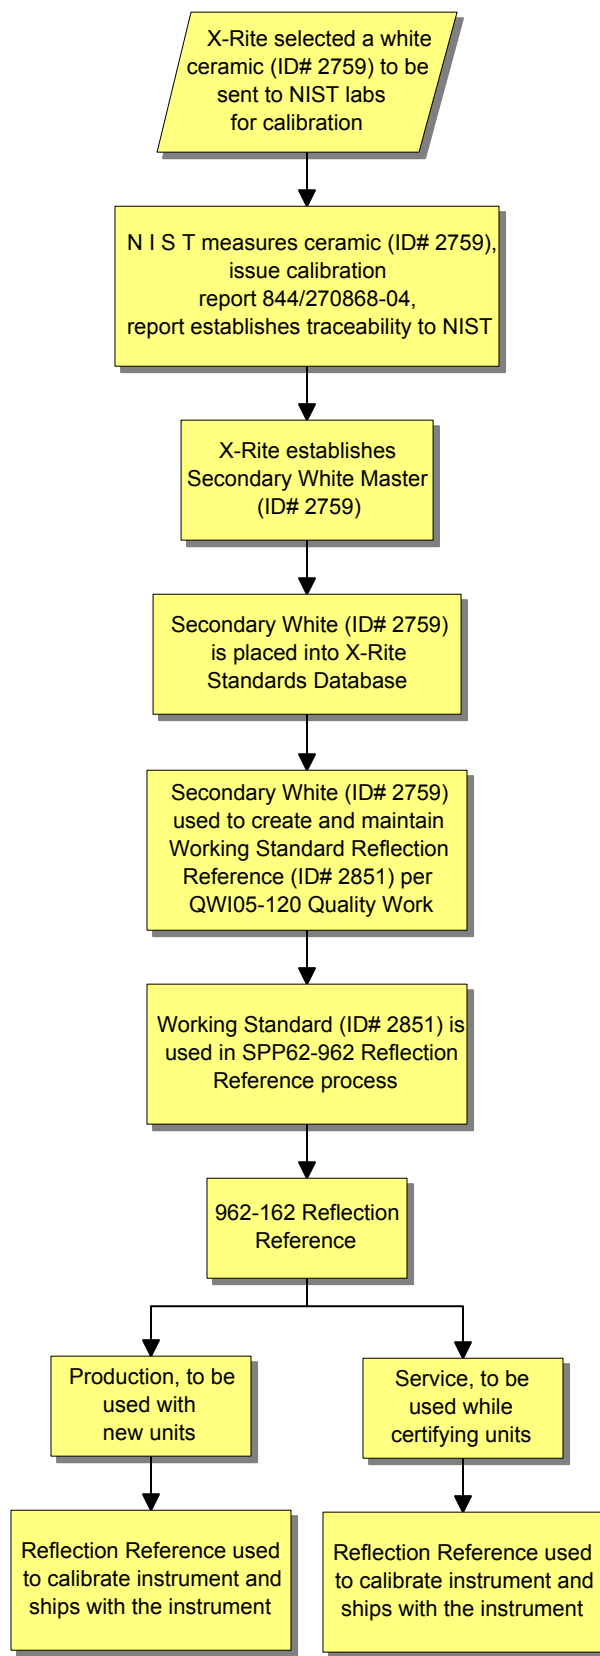 X-Rite selected a white
ceramic (ID# 2759) to be
sent to NIST labs
for calibration
N I S T measures ceramic (ID# 2759),
issue calibration
report 844/270868-04,
report establishes traceability to NIST
X-Rite establishes
Secondary White Master
(ID# 2759)
Secondary White (ID# 2759)
is placed into X-Rite
Standards Database
Secondary White (ID# 2759)
used to create and maintain
Working Standard Reflection
Reference (ID# 2851) per
QWI05-120 Quality Work
Working Standard (ID# 2851) is
used in SPP62-962 Reflection
Reference process
962-162 Reflection
Reference
Production, to be
used with
new units
Service, to be
used while
certifying units
Reflection Reference used
to calibrate instrument and
ships with the instrument
Reflection Reference used
to calibrate instrument and
ships with the instrument